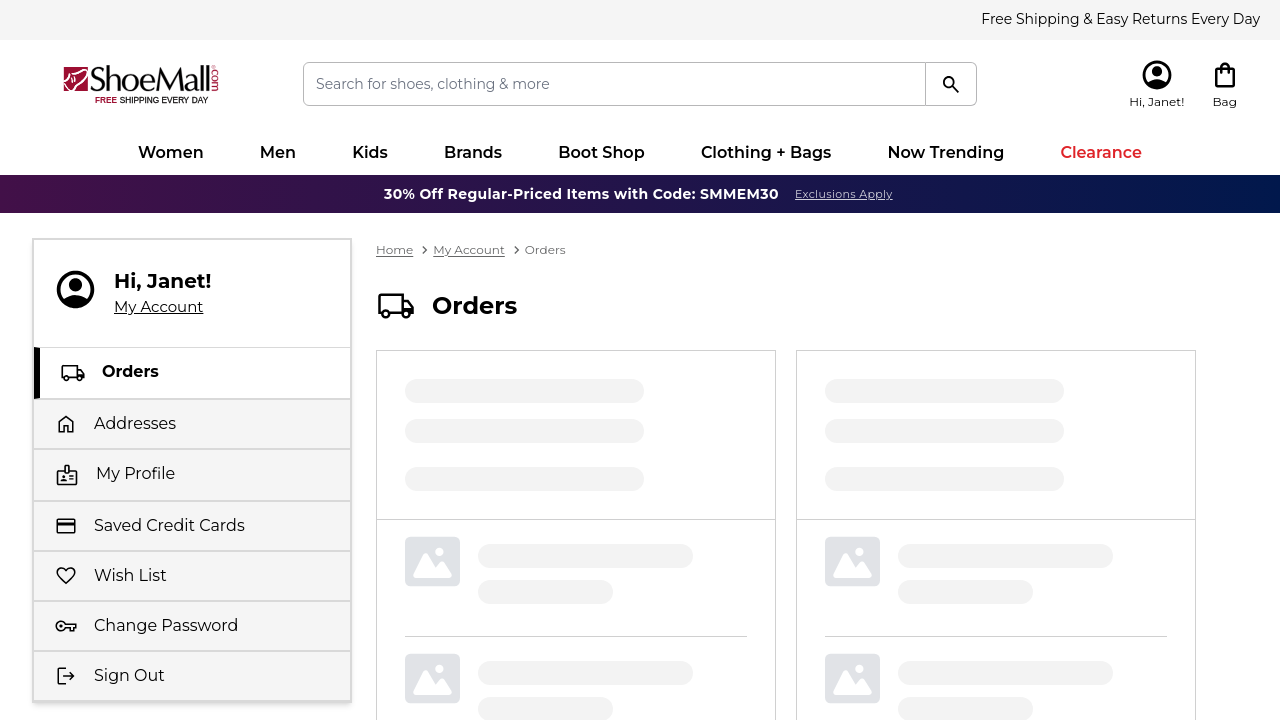 Free Shipping & Easy Returns Every Day
ShoeMall.com
FREE SHIPPING EVERY DAY
Search for shoes, clothing & more
Hi, Janet!
Bag
Women
Men
Kids
Brands
Boot Shop
Clothing + Bags
Now Trending
Clearance
30% Off Regular-Priced Items with Code: SMMEM30 Exclusions Apply
Hi, Janet!
My Account
Orders
Addresses
My Profile
Saved Credit Cards
Wish List
Change Password
Sign Out
Home > My Account > Orders
Orders